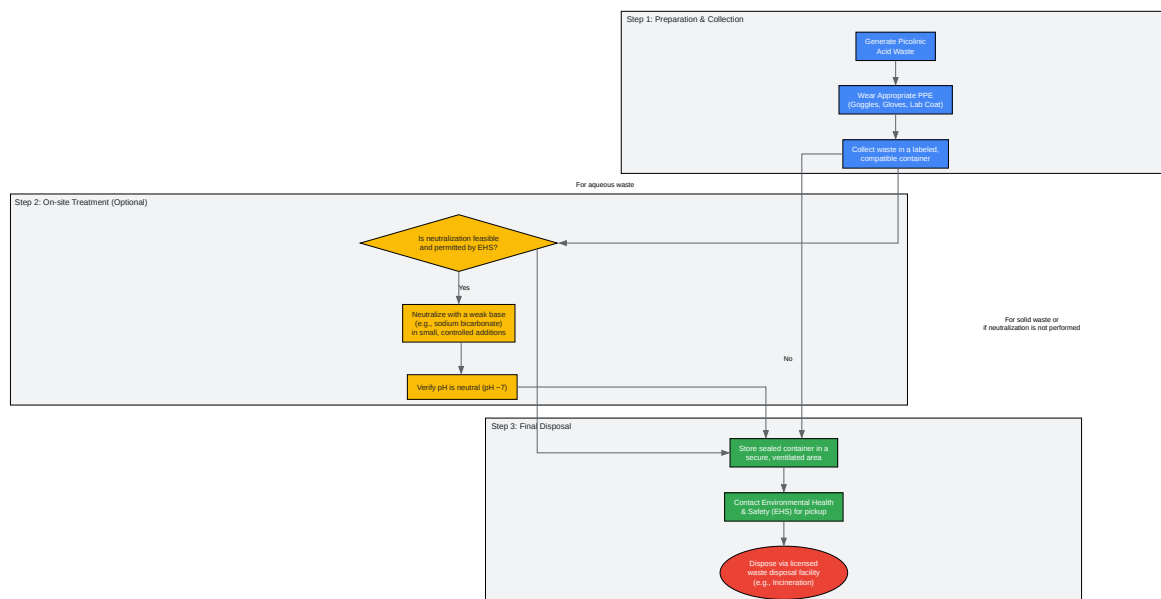 Step 1: Preparation & Collection
Generate Picolinic
Acid Waste
Wear Appropriate PPE
(Goggles, Gloves, Lab Coat)
Collect waste in a labeled,
compatible container
For aqueous waste
Step 2: On-site Treatment (Optional)
Is neutralization feasible
and permitted by EHS?
Yes
Neutralize with a weak base
(e.g., sodium bicarbonate)
in small, controlled additions
For solid waste or
if neutralization is not performed
No
Verify pH is neutral (pH ~7)
Step 3: Final Disposal
Store sealed container in a
secure, ventilated area
Contact Environmental Health
& Safety (EHS) for pickup
Dispose via licensed
waste disposal facility
(e.g., Incineration)